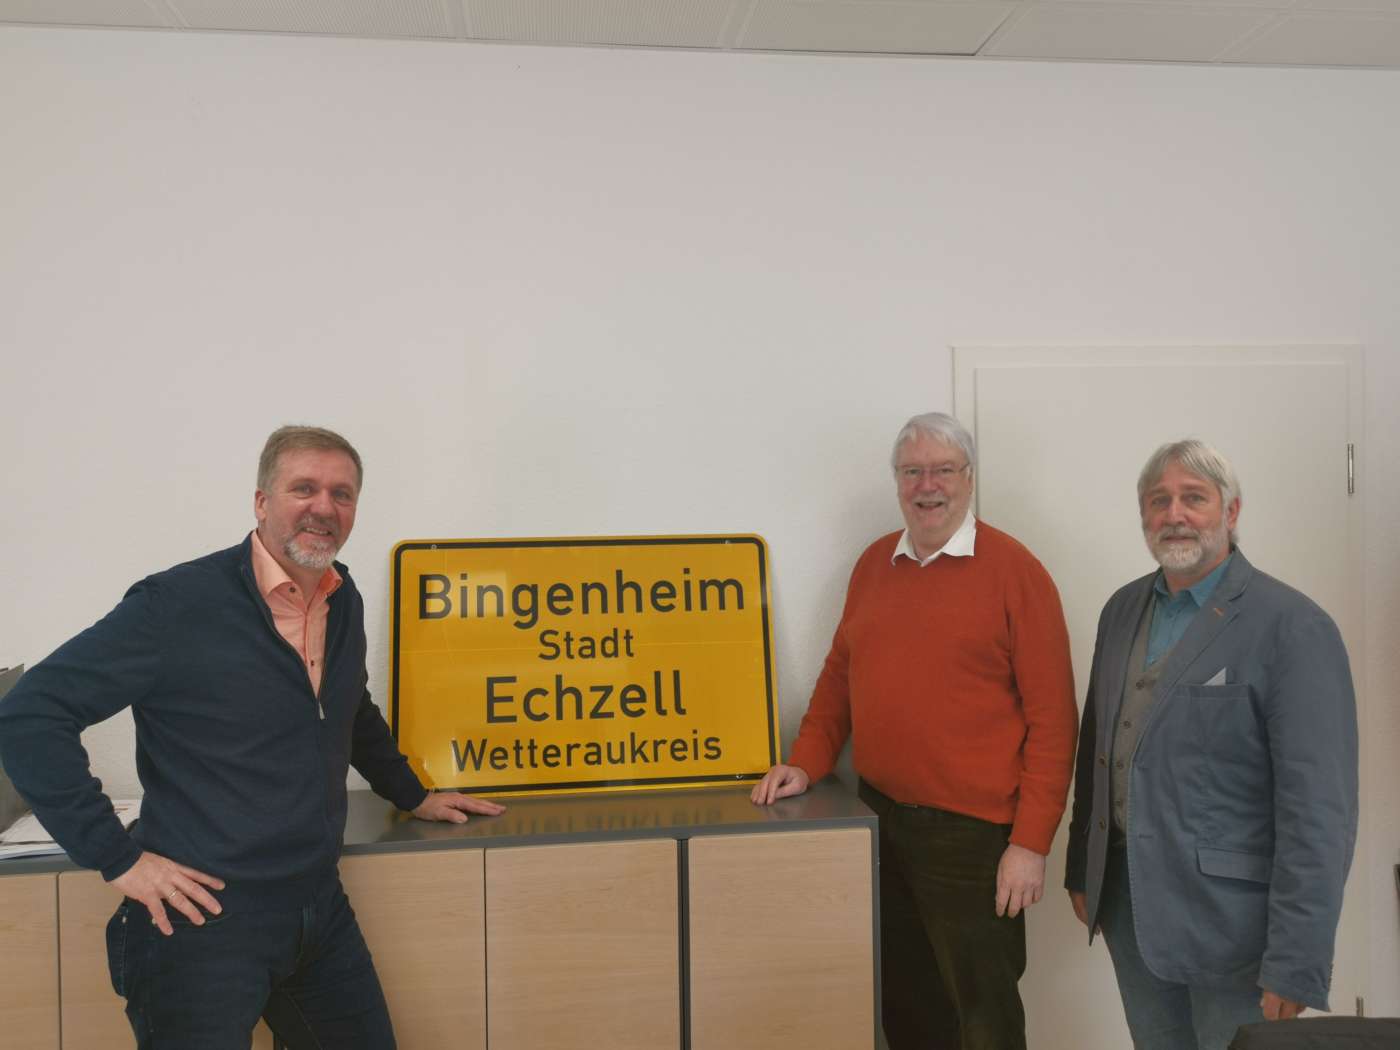 Bingenheim
Stadt
Echzell
Wetteraukreis